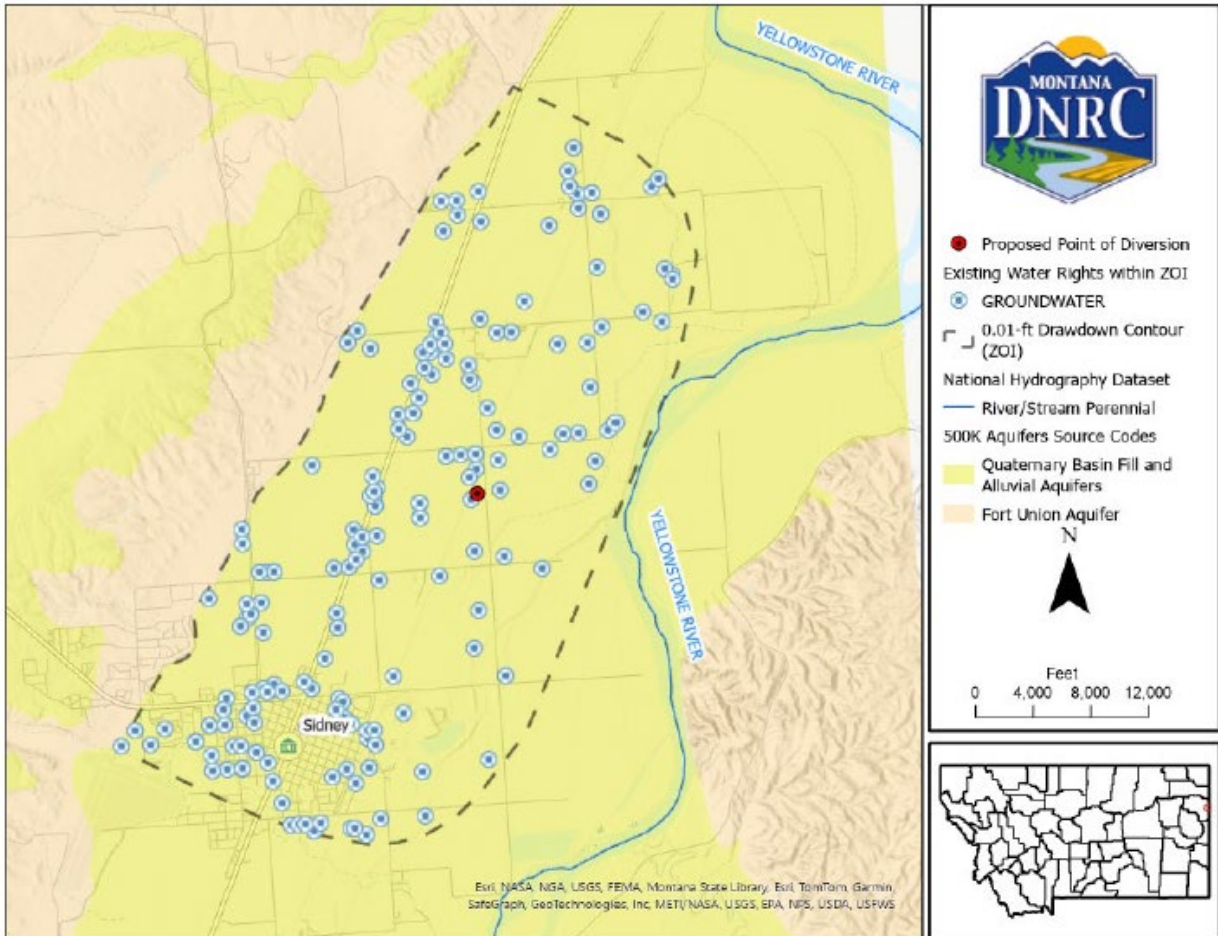 YELLOWSTONE RIVER
YELLOWSTONE RIVER
Sidney
Esri, NASA, NGA, USGS, FEMA, Montana State Library, Esri, TomTom, Garmin,
SafeGraph, GeoTechnologies, Inc, METI/NASA, USGS, EPA, NPS, USDA, USFWS
MONTANA
DNRC
Proposed Point of Diversion
Existing Water Rights within ZOI
GROUNDWATER
0.01-ft Drawdown Contour
(ZOI)
National Hydrography Dataset
River/Stream Perennial
500K Aquifers Source Codes
Quaternary Basin Fill and
Alluvial Aquifers
Fort Union Aquifer
N
Feet
0 4,000 8,000 12,000